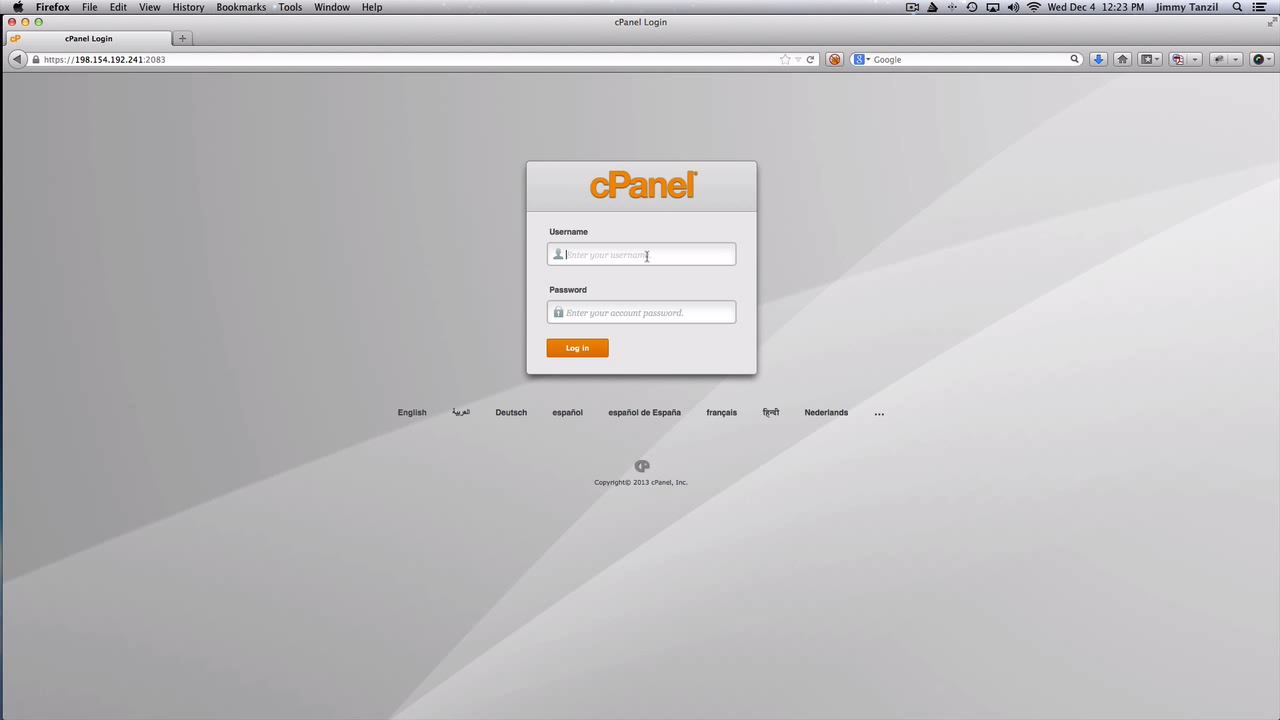 Firefox File Edit View History Bookmarks Tools Window Help Wed Dec 4 12:23 PM Jimmy Tanzil
cPanel Login
cP cPanel Login +
https://198.154.192.241:2083 Google
cPanel
Username
Enter your username.
Password
Enter your account password.
Log in
English العربية Deutsch español español de España français हिन्दी Nederlands ...
cP
Copyright© 2013 cPanel, Inc.